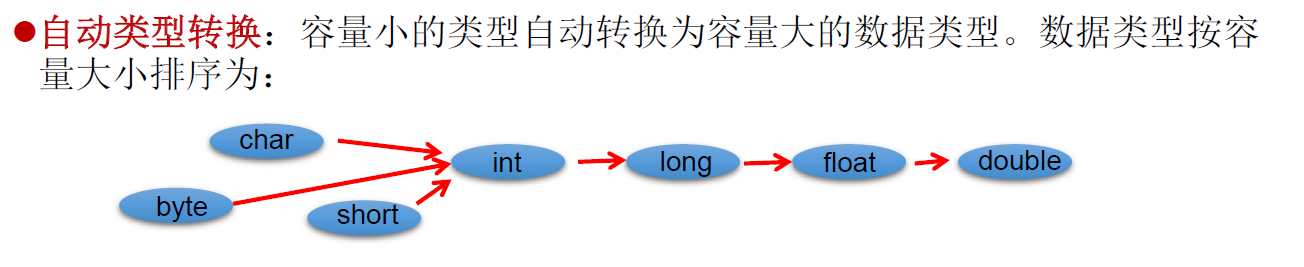 ●自动类型转换：容量小的类型自动转换为容量大的数据类型。数据类型按容
量大小排序为：
char
int
long
float
double
byte
short